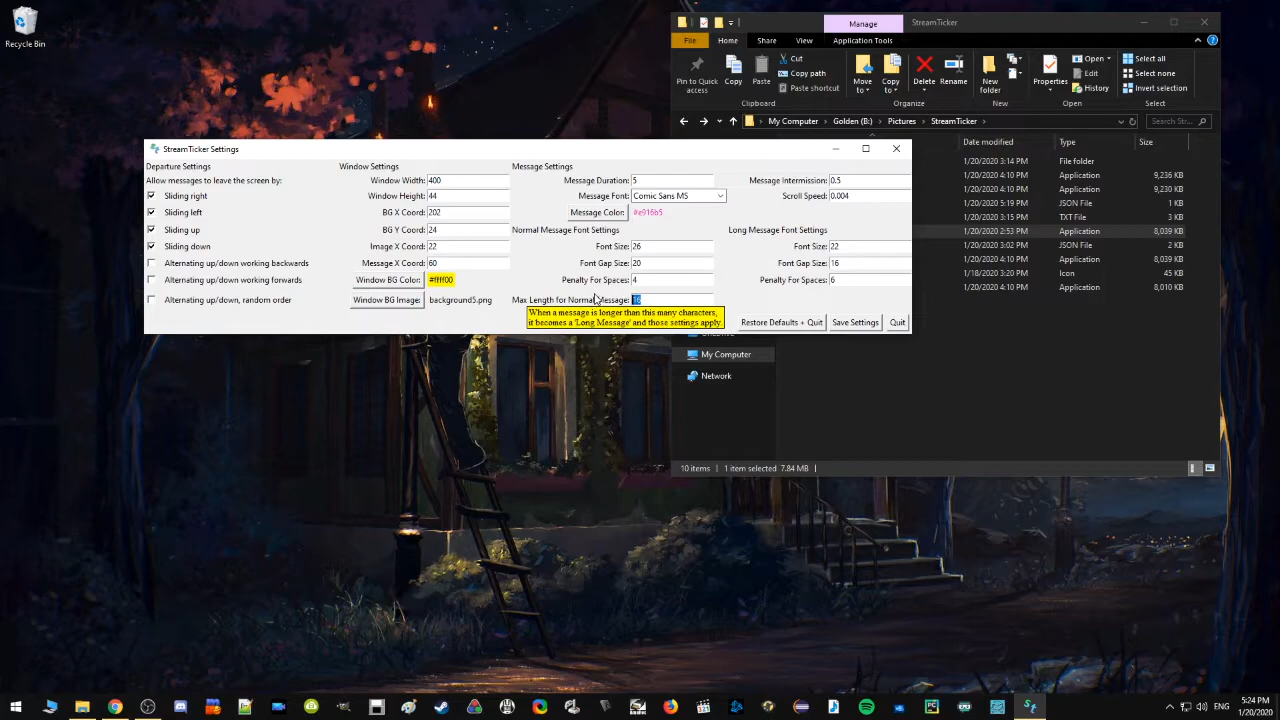 Recycle Bin
Manage
StreamTicker
File
Home
Share
View
Application Tools
Pin to Quick access
Copy
Paste
Cut
Copy path
Paste shortcut
Clipboard
Move to
Copy to
Delete
Rename
Organize
New folder
New
Properties
Open
Edit
History
Open
Select all
Select none
Invert selection
Select
My Computer
Golden (B:)
Pictures
StreamTicker
Search Str...
Date modified
Type
Size
1/20/2020 3:14 PM File folder
1/20/2020 4:10 PM Application 9,236 KB
1/20/2020 4:10 PM Application 9,230 KB
1/20/2020 5:19 PM JSON File 1 KB
1/20/2020 3:15 PM TXT File 3 KB
1/20/2020 2:53 PM Application 8,039 KB
1/20/2020 3:02 PM JSON File 2 KB
1/20/2020 4:10 PM Application 8,039 KB
1/18/2020 3:20 PM Icon 45 KB
1/20/2020 4:10 PM Application 8,010 KB
My Computer
Network
10 items
1 item selected 7.84 MB
StreamTicker Settings
Departure Settings
Allow messages to leave the screen by:
Sliding right
Sliding left
Sliding up
Sliding down
Alternating up/down working backwards
Alternating up/down working forwards
Alternating up/down, random order
Window Settings
Window Width: 400
Window Height: 44
BG X Coord: 202
BG Y Coord: 24
Image X Coord: 22
Message X Coord: 60
Window BG Color: #ffff00
Window BG Image: background5.png
Message Settings
Message Duration: 5
Message Font: Comic Sans MS
Message Color: #e916b5
Message Intermission: 0.5
Scroll Speed: 0.004
Normal Message Font Settings
Font Size: 26
Font Gap Size: 20
Penalty For Spaces: 4
Max Length for Normal Message: 16
Long Message Font Settings
Font Size: 22
Font Gap Size: 16
Penalty For Spaces: 6
When a message is longer than this many characters,
it becomes a 'Long Message' and those settings apply.
Restore Defaults + Quit
Save Settings
Quit
ENG
5:24 PM
1/20/2020